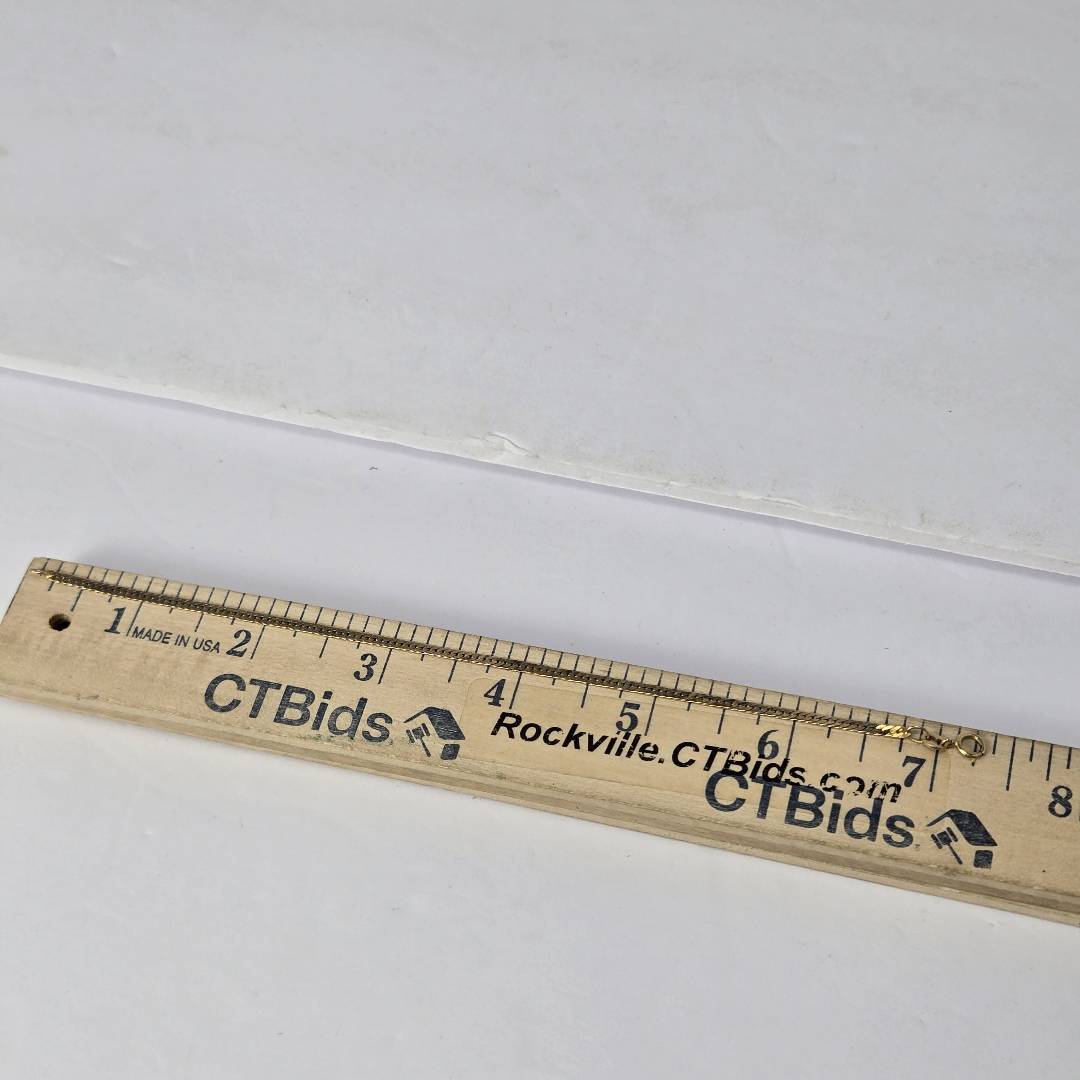 1 2 3 4 5 6 7 8
MADE IN USA
CTBids
Rockville.CTBids.com
CTBids